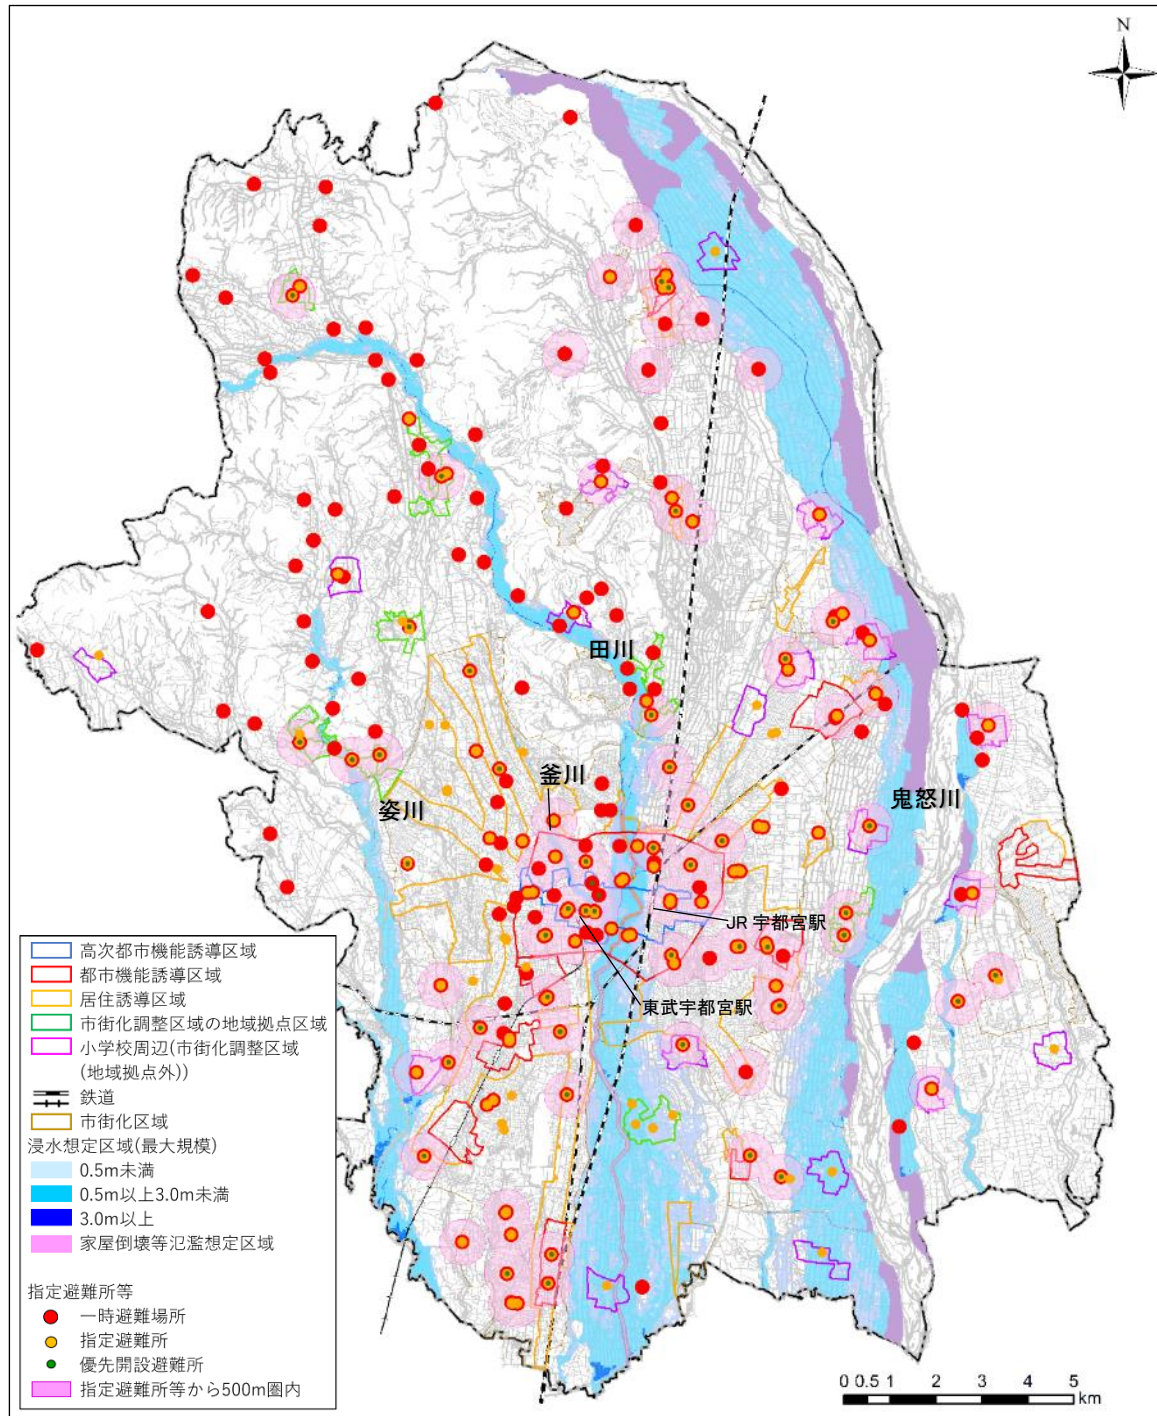 N
田川
釜川
姿川
鬼怒川
JR 宇都宮駅
東武宇都宮駅
高次都市機能誘導区域
都市機能誘導区域
居住誘導区域
市街化調整区域の地域拠点区域
小学校周辺(市街化調整区域
(地域拠点外))
鉄道
市街化区域
浸水想定区域(最大規模)
0.5m未満
0.5m以上3.0m未満
3.0m以上
家屋倒壊等氾濫想定区域
指定避難所等
一時避難場所
指定避難所
優先開設避難所
指定避難所等から500m圏内
0 0.5 1 2 3 4 5
km